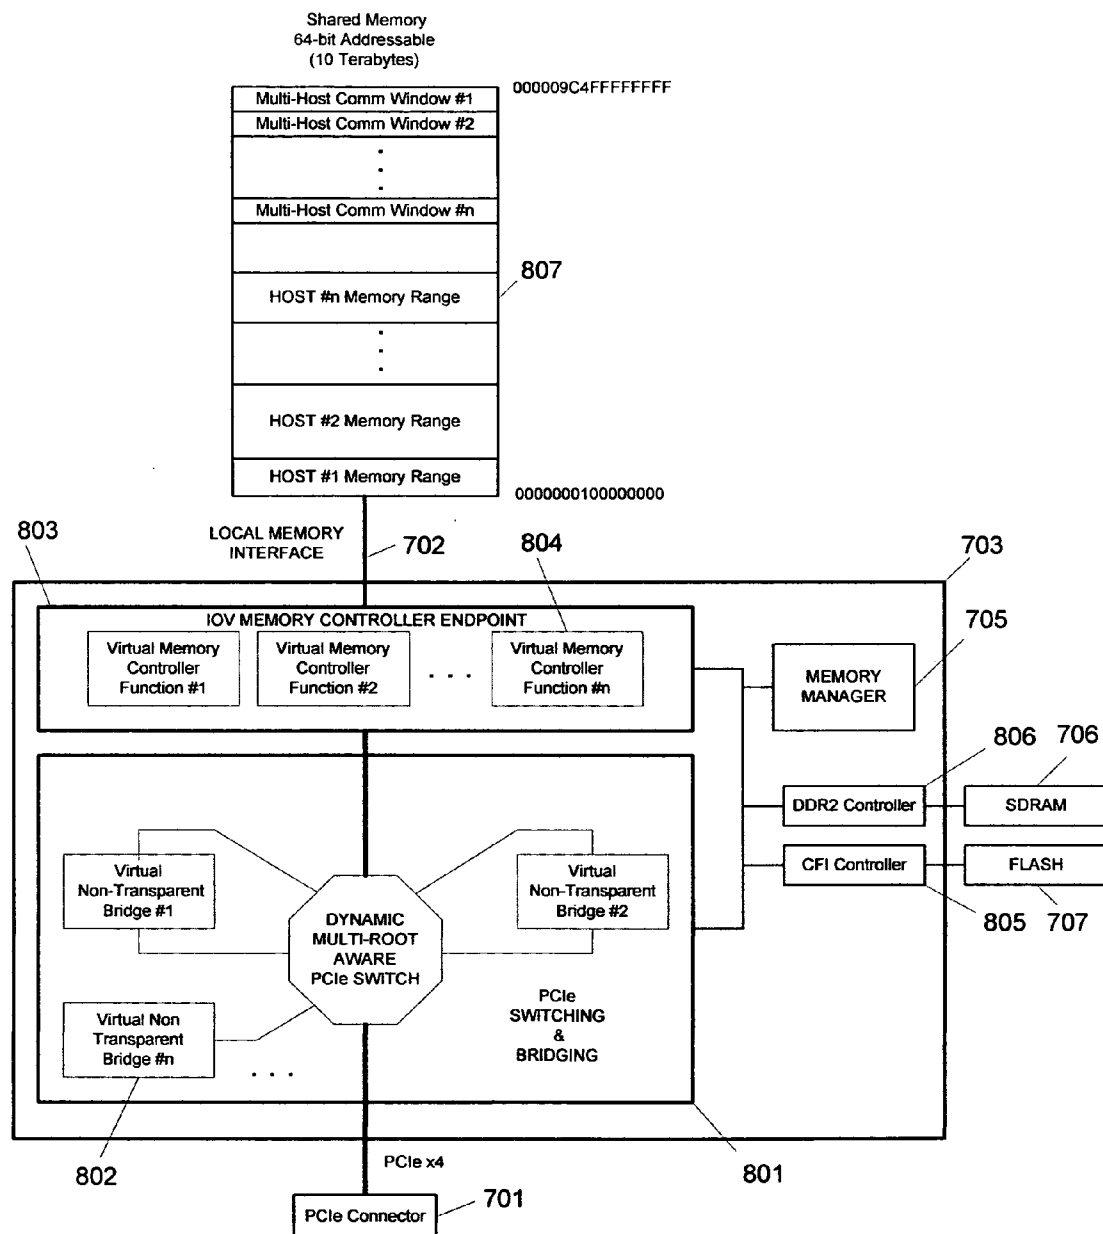 Shared Memory
64-bit Addressable
(10 Terabytes)
000009C4FFFFFFFF
Multi-Host Comm Window #1
Multi-Host Comm Window #2
Multi-Host Comm Window #n
807
HOST #n Memory Range
HOST #2 Memory Range
HOST #1 Memory Range
0000000100000000
803
LOCAL MEMORY
INTERFACE
702
804
703
IOV MEMORY CONTROLLER ENDPOINT
Virtual Memory
Controller
Function #1
Virtual Memory
Controller
Function #2
. . .
Virtual Memory
Controller
Function #n
705
MEMORY
MANAGER
806
706
DDR2 Controller
SDRAM
CFI Controller
FLASH
805
707
Virtual
Non-Transparent
Bridge #1
Virtual
Non-Transparent
Bridge #2
DYNAMIC
MULTI-ROOT
AWARE
PCIe SWITCH
Virtual Non
Transparent
Bridge #n
. . .
PCIe
SWITCHING
&
BRIDGING
802
PCIe x4
801
PCIe Connector
701